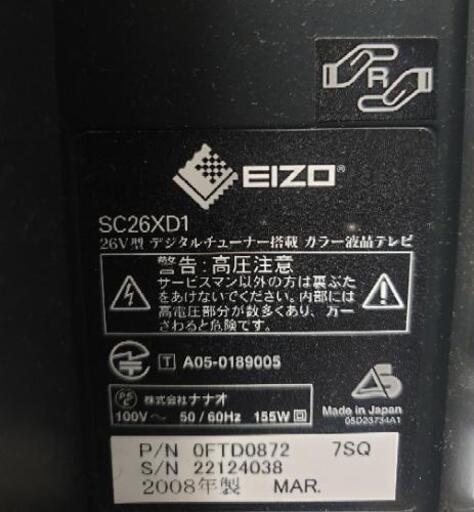 R
EIZO®
SC26XD1
26V型 デジタルチューナー搭載 カラー液晶テレビ
警告:高圧注意
サービスマン以外の方は裏ぶた
をあけないでください。内部には
高電圧部分が数多くあり、万一
さわると危険です。
T A05-0189005
PSE 株式会社ナナオ
100V～ 50/60Hz 155W
Made in Japan
05D23734A1
P/N 0FTD0872 7SQ
S/N 22124038
2008年製 MAR.